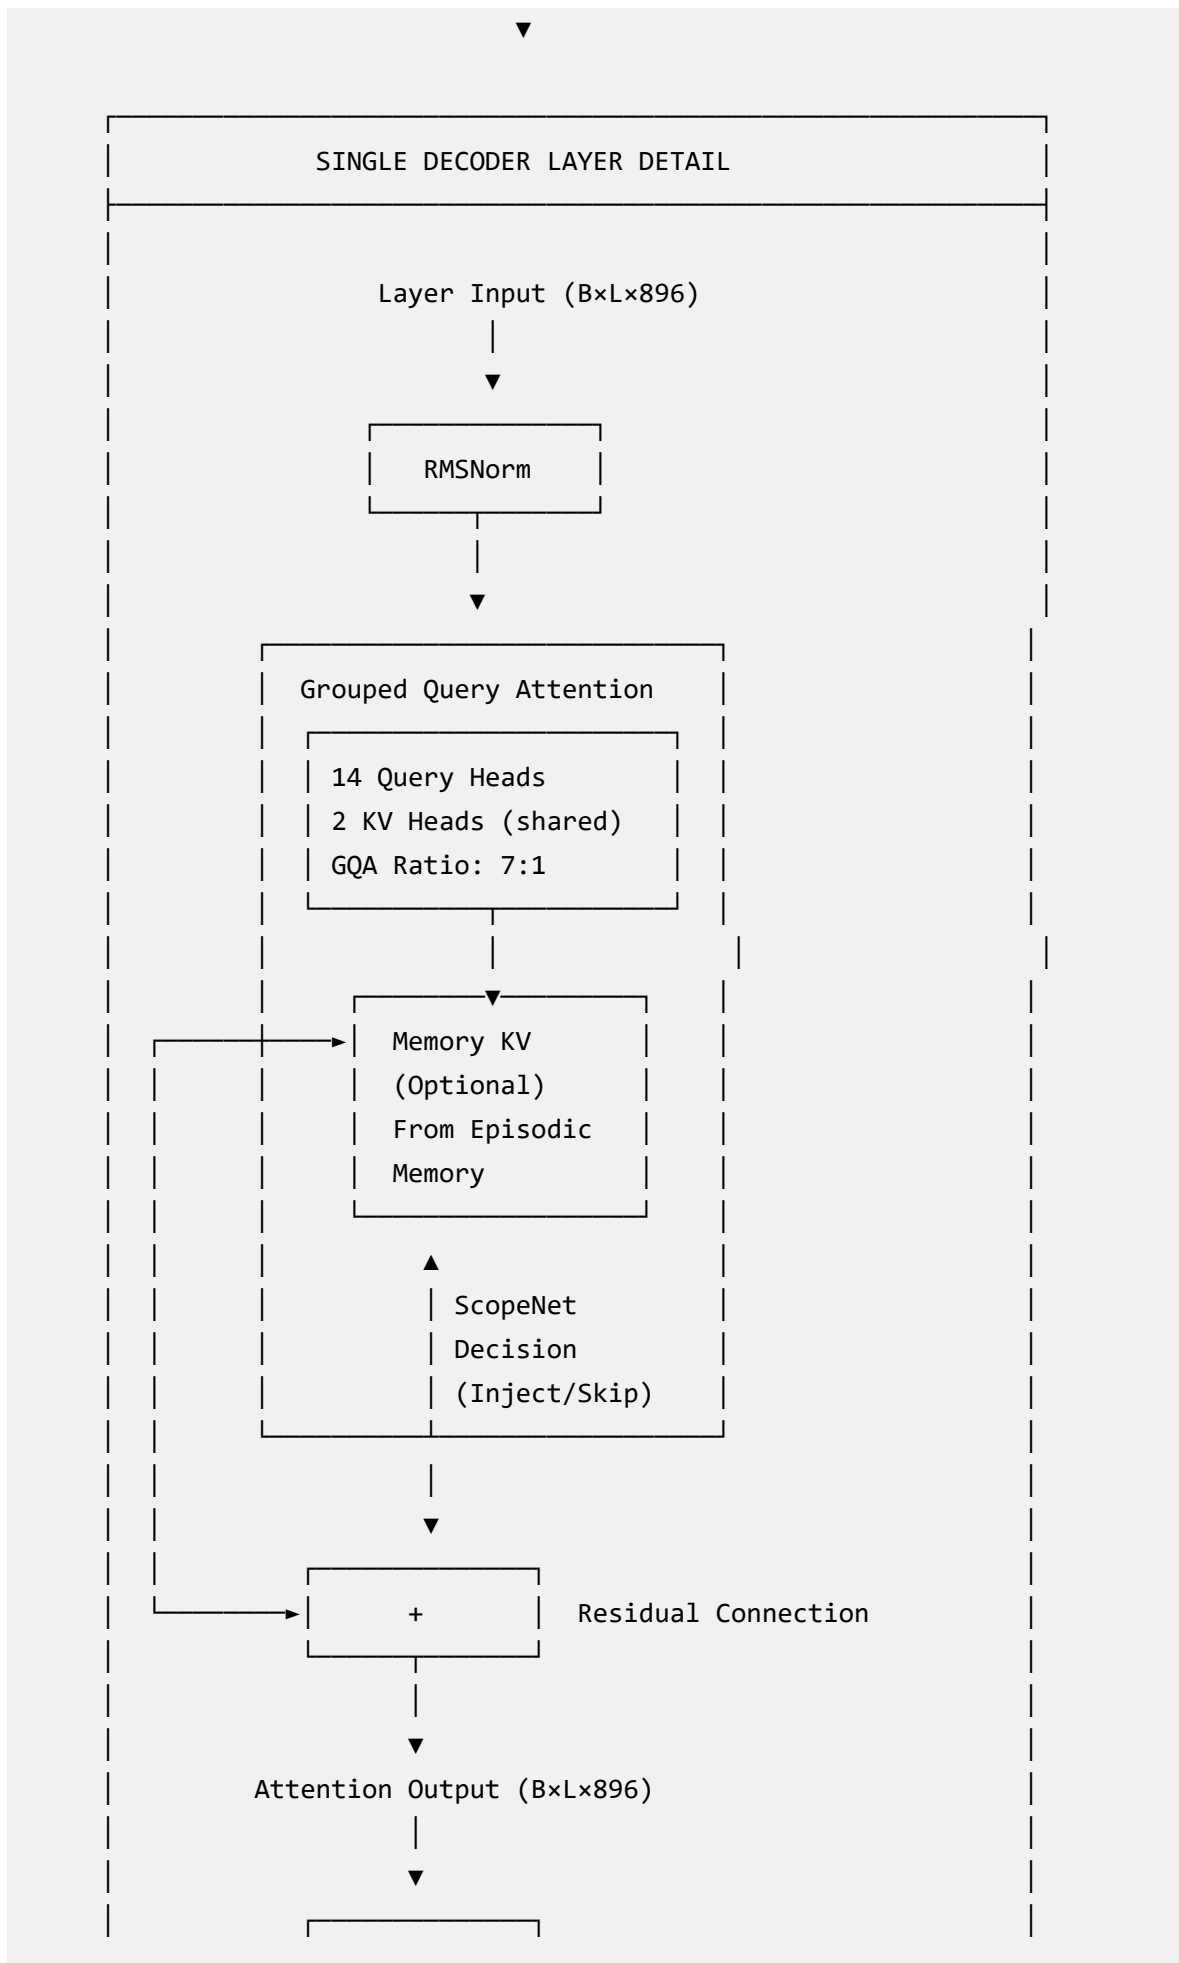 SINGLE DECODER LAYER DETAIL
Layer Input (B×L×896)
RMSNorm
Grouped Query Attention
14 Query Heads
2 KV Heads (shared)
GQA Ratio: 7:1
Memory KV
(Optional)
From Episodic
Memory
ScopeNet
Decision
(Inject/Skip)
+ Residual Connection
Attention Output (B×L×896)